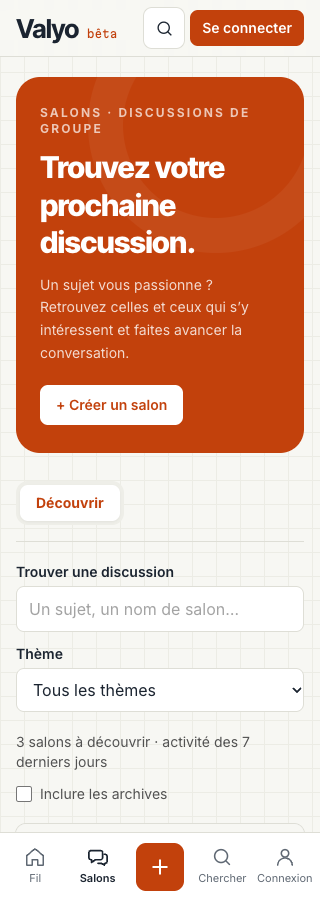 Valyo bêta
Se connecter
SALONS · DISCUSSIONS DE
GROUPE
Trouvez votre
prochaine
discussion.
Un sujet vous passionne ?
Retrouvez celles et ceux qui s’y
intéressent et faites avancer la
conversation.
+ Créer un salon
Découvrir
Trouver une discussion
Un sujet, un nom de salon…
Thème
Tous les thèmes
3 salons à découvrir · activité des 7
derniers jours
Inclure les archives
Fil
Salons
+
Chercher
Connexion